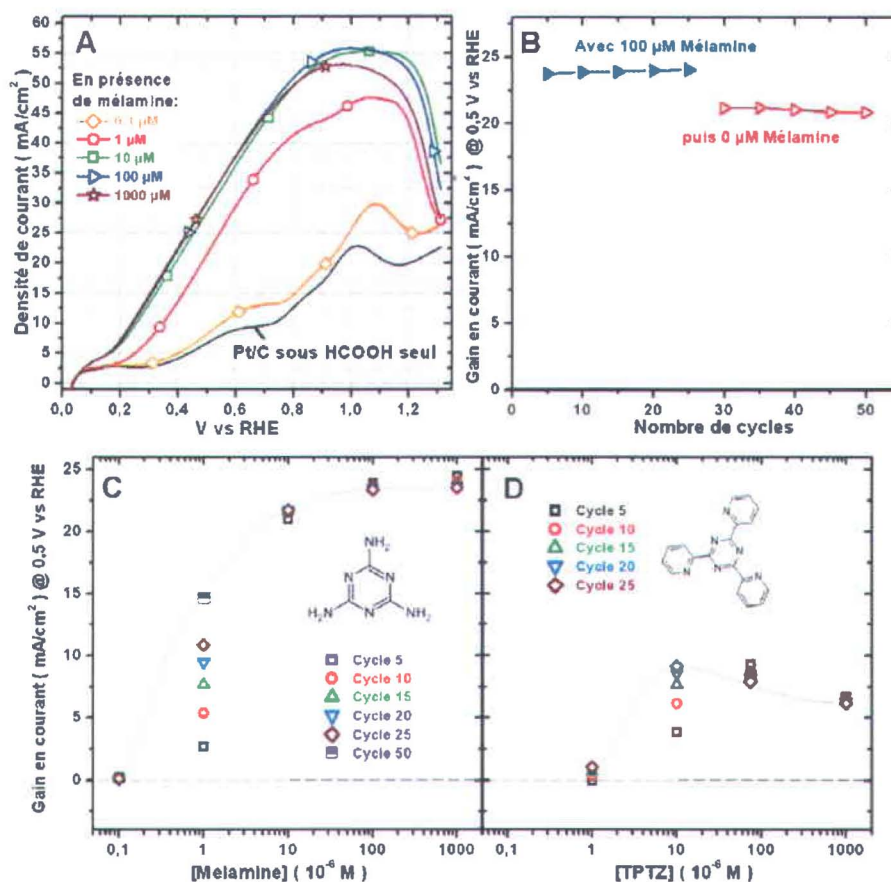 A
En présence
de mélamine:
0.1 µM
1 µM
10 µM
100 µM
1000 µM
Pt/C sous HCOOH seul
Densité de courant ( mA/cm² )
60
55
50
45
40
35
30
25
20
15
10
5
0
0,0 0,2 0,4 0,6 0,8 1,0 1,2
V vs RHE
B
Avec 100 µM Mélamine
puis 0 µM Mélamine
Gain en courant ( mA/cm² ) @ 0,5 V vs RHE
25
20
15
10
5
0
0 10 20 30 40 50
Nombre de cycles
C
NH₂
N N
H₂N N NH₂
Cycle 5
Cycle 10
Cycle 15
Cycle 20
Cycle 25
Cycle 50
Gain en courant ( mA/cm² ) @ 0,5 V vs RHE
25
20
15
10
5
0
0,1 1 10 100 1000
[Melamine] ( 10⁻⁶ M )
D
Cycle 5
Cycle 10
Cycle 15
Cycle 20
Cycle 25
N
N N
N N N
0,1 1 10 100 1000
[TPTZ] ( 10⁻⁶ M )